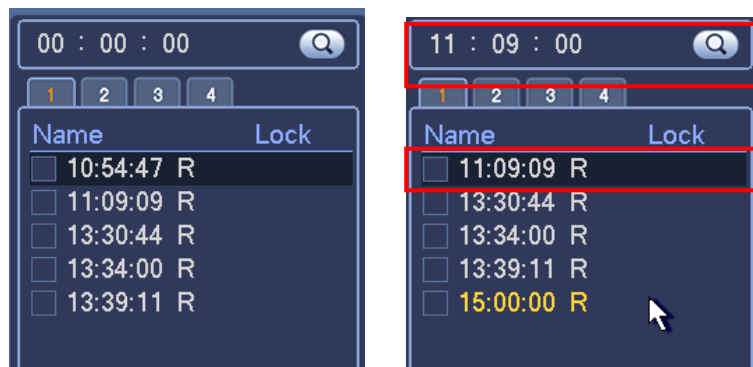 00 : 00 : 00
1 2 3 4
Name Lock
10:54:47 R
11:09:09 R
13:30:44 R
13:34:00 R
13:39:11 R
11 : 09 : 00
1 2 3 4
Name Lock
11:09:09 R
13:30:44 R
13:34:00 R
13:39:11 R
15:00:00 R